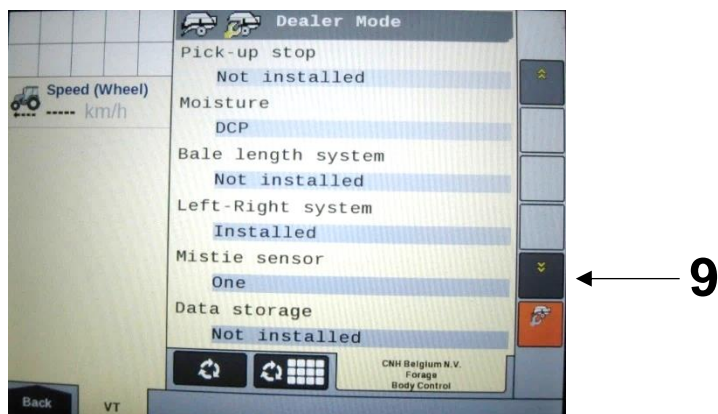 Dealer Mode
Pick-up stop
Not installed
Speed (Wheel)
----- km/h
Moisture
DCP
Bale length system
Not installed
Left-Right system
Installed
Mistie sensor
One
9
Data storage
Not installed
CNH Belgium N.V.
Forage
Body Control
Back
VT